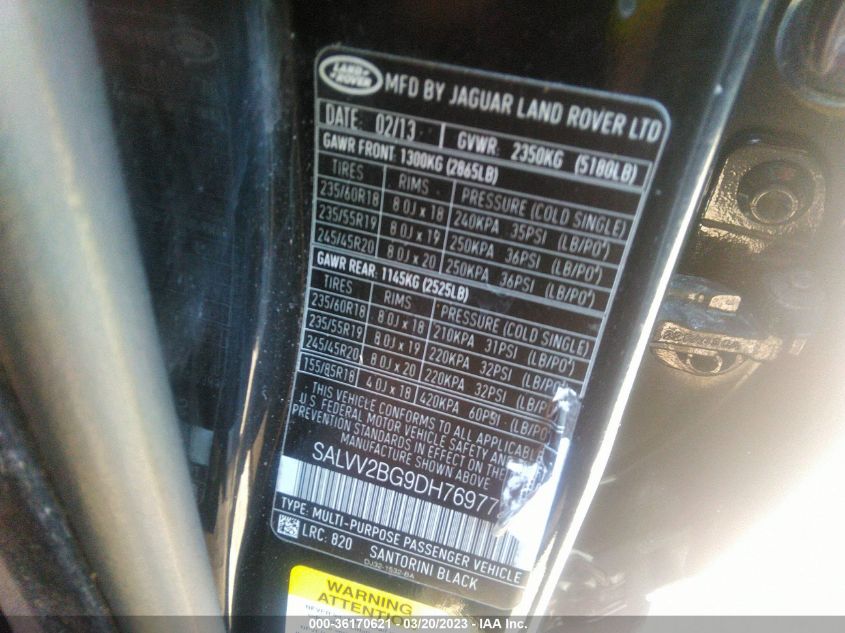 LAND ROVER
MFD BY JAGUAR LAND ROVER LTD
DATE: 02/13 GVWR: 2350KG (5180LB)
GAWR FRONT: 1300KG (2865LB)
TIRES RIMS PRESSURE (COLD SINGLE)
235/60R18 8.0J x 18 240KPA 35PSI (LB/PO²)
235/55R19 8.0J x 19 250KPA 36PSI (LB/PO²)
245/45R20 8.0J x 20 250KPA 36PSI (LB/PO²)
GAWR REAR: 1145KG (2525LB)
TIRES RIMS PRESSURE (COLD SINGLE)
235/60R18 8.0J x 18 210KPA 31PSI (LB/PO²)
235/55R19 8.0J x 19 220KPA 32PSI (LB/PO²)
245/45R20 8.0J x 20 220KPA 32PSI (LB/PO²)
155/85R18 4.0J x 18 420KPA 60PSI (LB/PO²)
THIS VEHICLE CONFORMS TO ALL APPLICABLE
U.S. FEDERAL MOTOR VEHICLE SAFETY AND
PREVENTION STANDARDS IN EFFECT ON THE
MANUFACTURE SHOWN ABOVE
SALVV2BG9DH76977
TYPE: MULTI-PURPOSE PASSENGER VEHICLE
LRC: 820 SANTORINI BLACK
DJ32-1532-BA
WARNING
ATTENTION
000-36170621 - 03/20/2023 - IAA Inc.